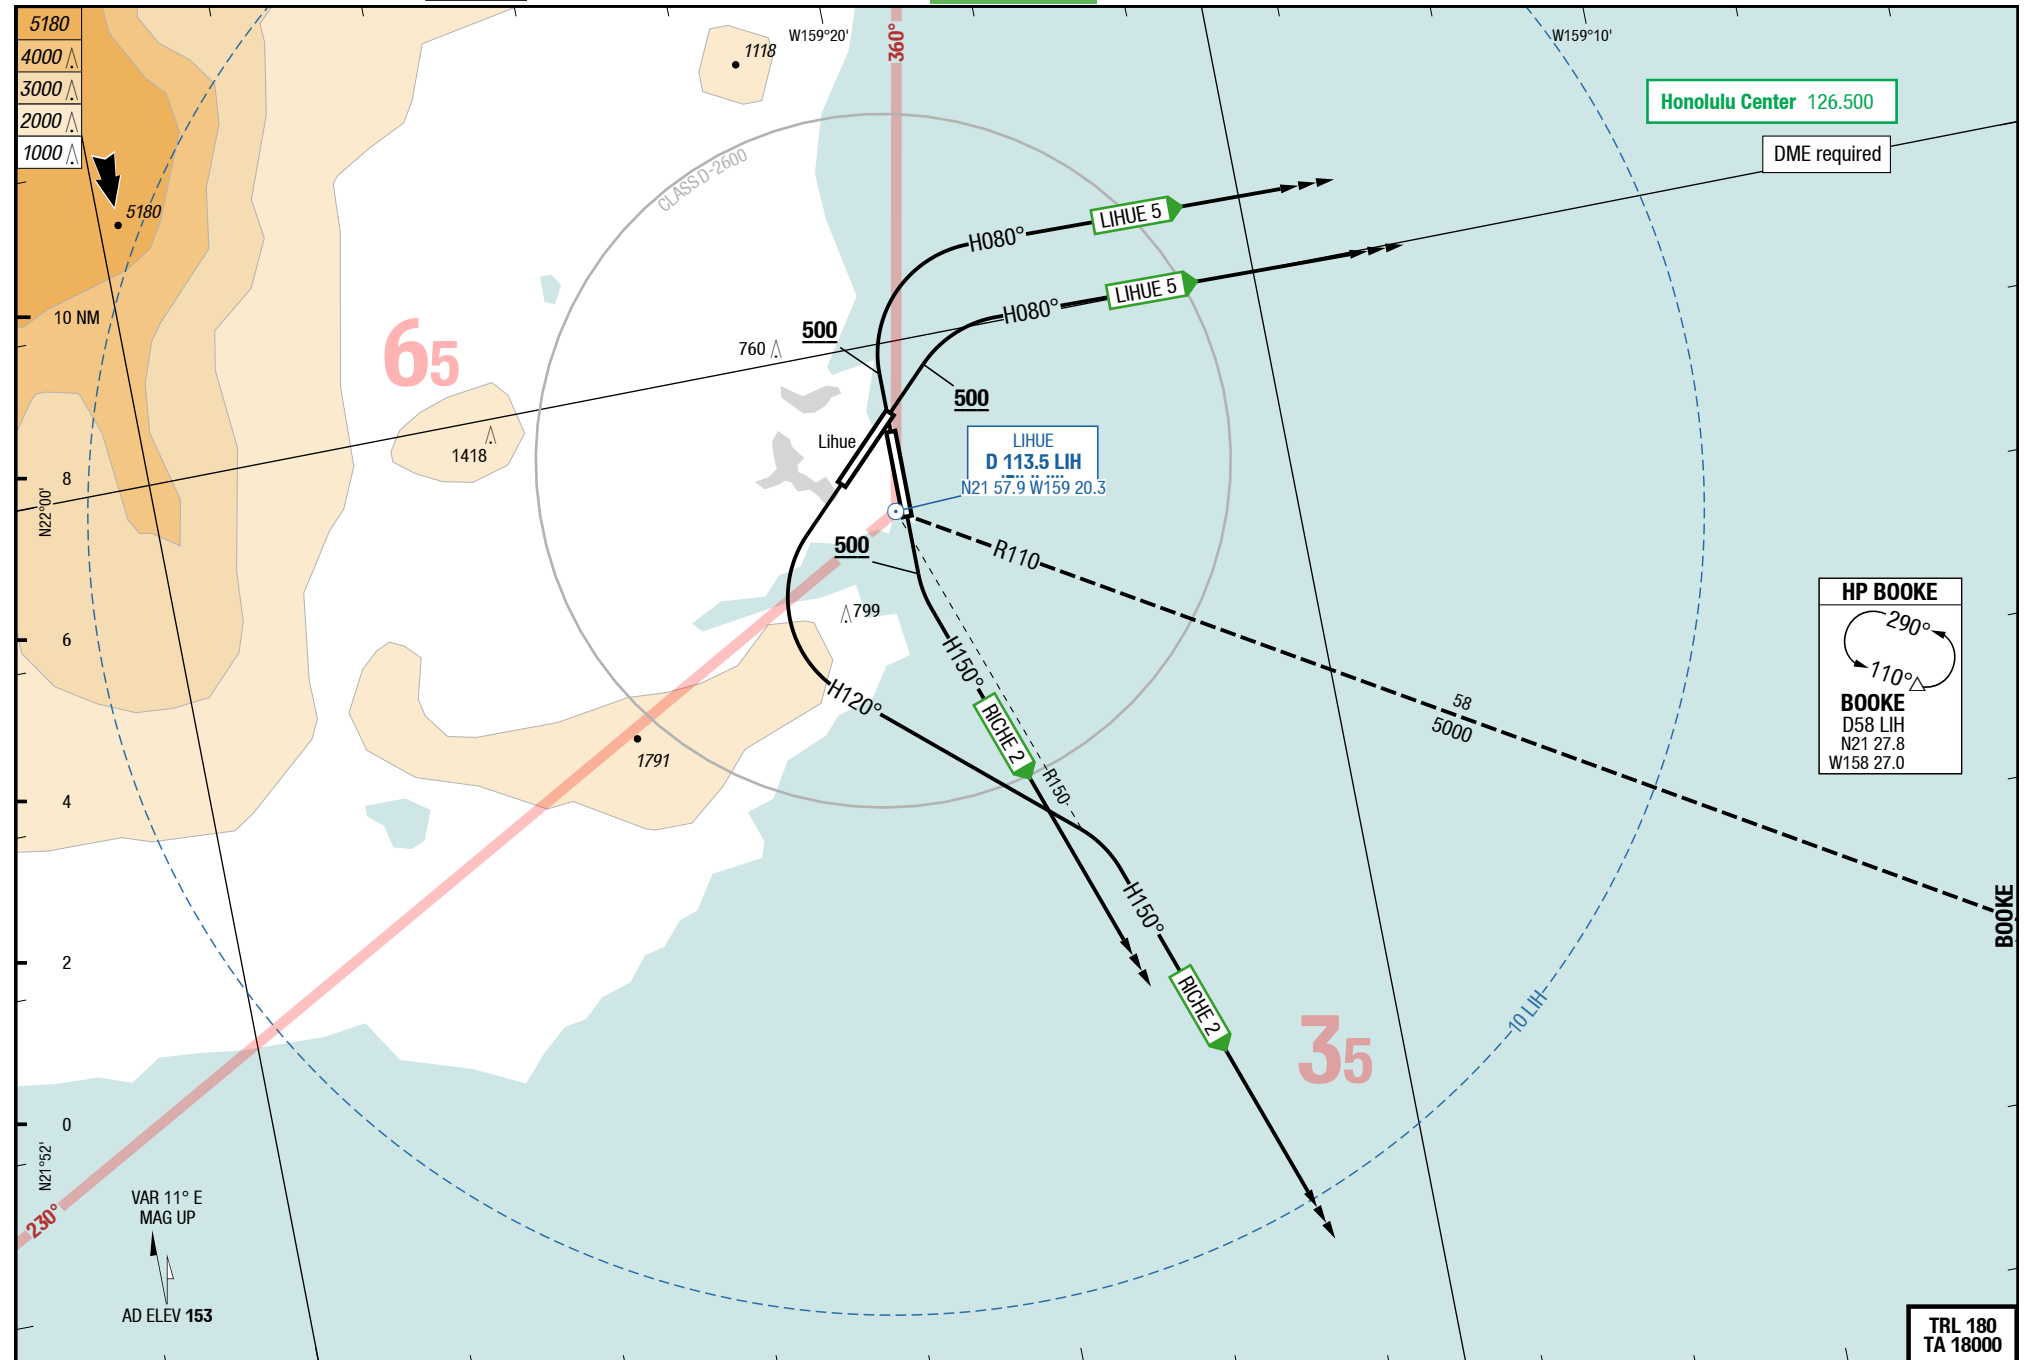 5180
4000
3000
2000
1000
5180
1118
W159°20'
360°
W159°10'
Honolulu Center 126.500
DME required
CLASS D-2600
LIHUE 5
H080°
LIHUE 5
H080°
10 NM
65
500
760
500
Lihue
1418
8
N22°00'
LIHUE
D 113.5 LIH
N21 57.9 W159 20.3
500
R110
799
6
H150°
H120°
RICHE 2
R150
1791
58
5000
HP BOOKE
290°
110°
BOOKE
D58 LIH
N21 27.8
W158 27.0
4
H150°
BOOKE
2
RICHE 2
35
10 LIH
0
N21°52'
230°
VAR 11° E
MAG UP
AD ELEV 153
TRL 180
TA 18000